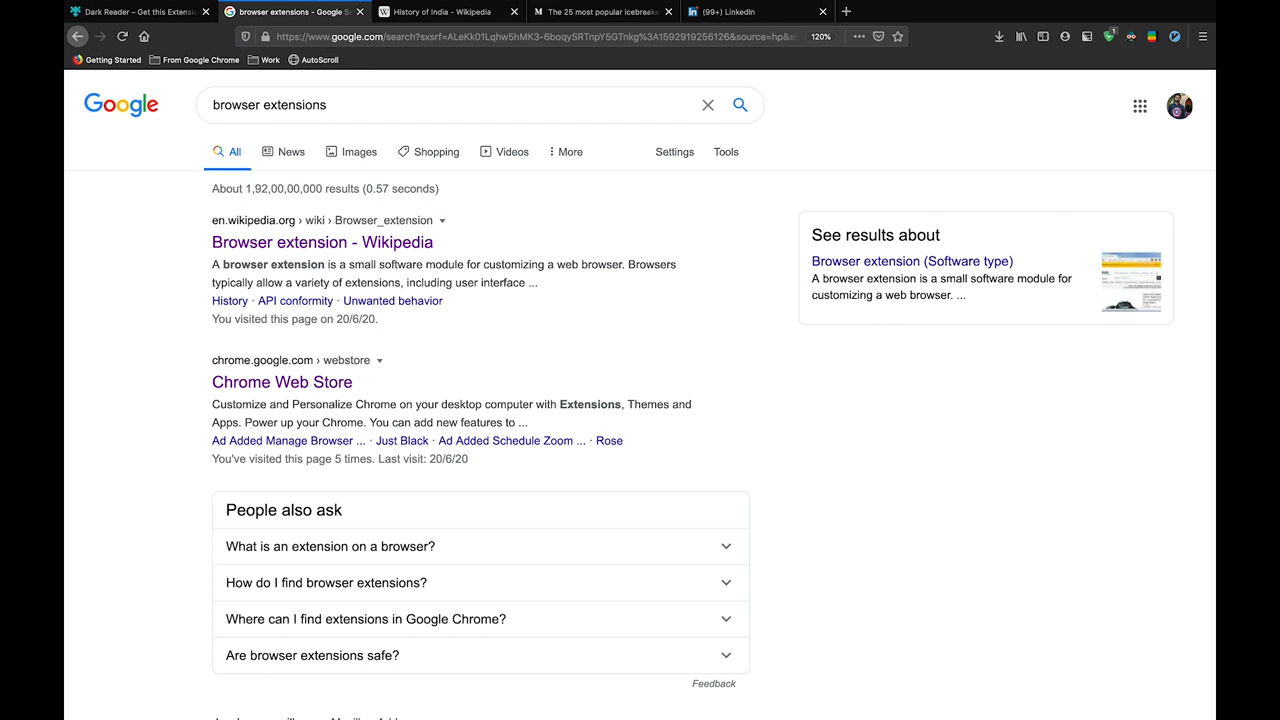 Dark Reader – Get this Extensi
browser extensions - Google S
History of India - Wikipedia
The 25 most popular icebreake
(99+) LinkedIn
https://www.google.com/search?sxsrf=ALeKk01Lqhw5hMK3-6boqySRTnpY5GTnkg%3A1592919256126&source=hp&e
120%
1
Getting Started
From Google Chrome
Work
AutoScroll
Google
browser extensions
All
News
Images
Shopping
Videos
More
Settings
Tools
About 1,92,00,00,000 results (0.57 seconds)
en.wikipedia.org › wiki › Browser_extension
Browser extension - Wikipedia
A browser extension is a small software module for customizing a web browser. Browsers
typically allow a variety of extensions, including user interface ...
History · API conformity · Unwanted behavior
You visited this page on 20/6/20.
See results about
Browser extension (Software type)
A browser extension is a small software module for
customizing a web browser. ...
chrome.google.com › webstore
Chrome Web Store
Customize and Personalize Chrome on your desktop computer with Extensions, Themes and
Apps. Power up your Chrome. You can add new features to ...
Ad Added Manage Browser ... · Just Black · Ad Added Schedule Zoom ... · Rose
You've visited this page 5 times. Last visit: 20/6/20
People also ask
What is an extension on a browser?
How do I find browser extensions?
Where can I find extensions in Google Chrome?
Are browser extensions safe?
Feedback